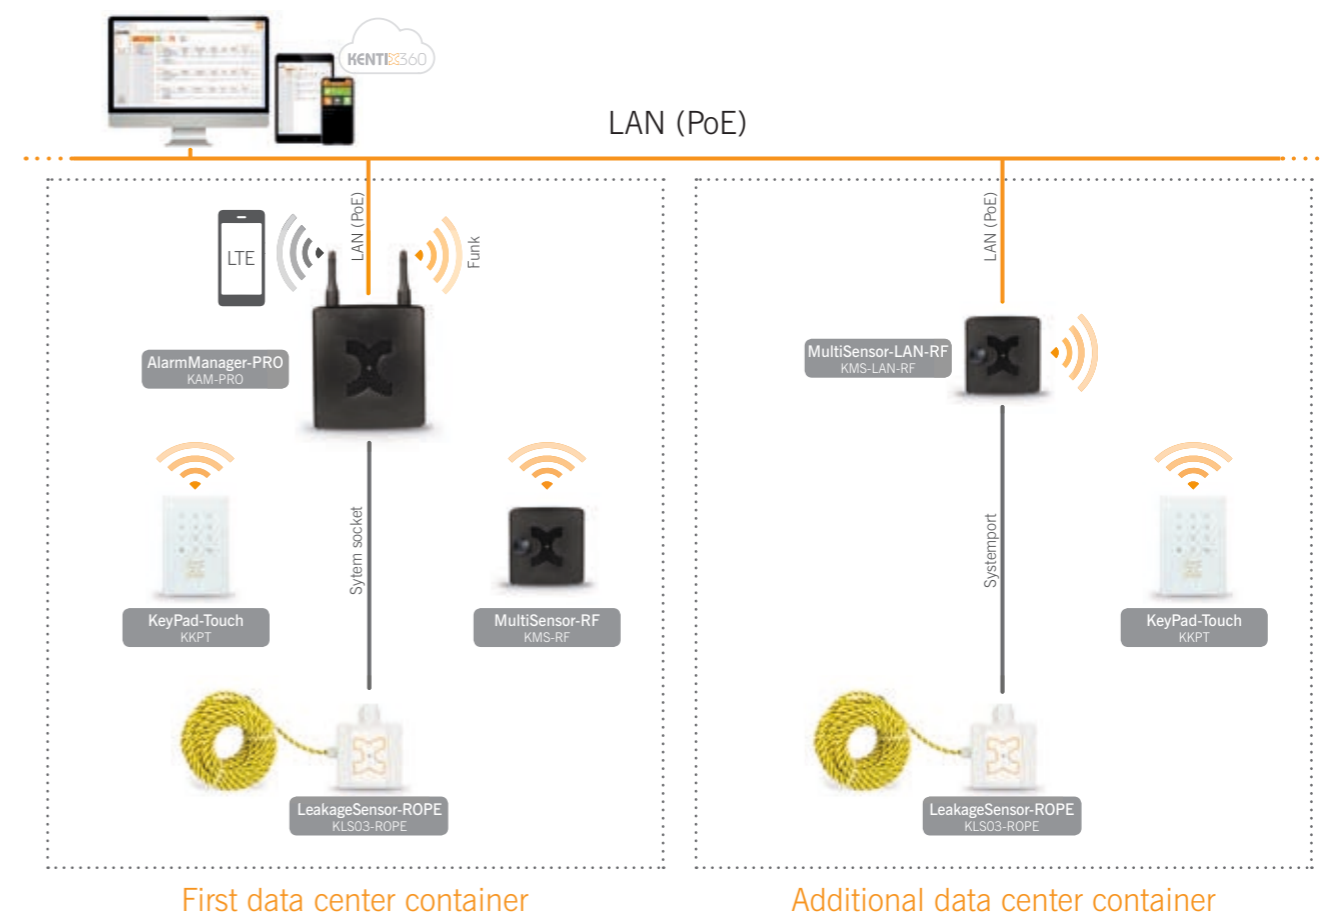 KENTIX360
LAN (PoE)
LAN (PoE)
LTE
Funk
AlarmManager-PRO
KAM-PRO
Sytem socket
KeyPad-Touch
KKPT
MultiSensor-RF
KMS-RF
LeakageSensor-ROPE
KLS03-ROPE
First data center container
LAN (PoE)
MultiSensor-LAN-RF
KMS-LAN-RF
Systemport
KeyPad-Touch
KKPT
LeakageSensor-ROPE
KLS03-ROPE
Additional data center container